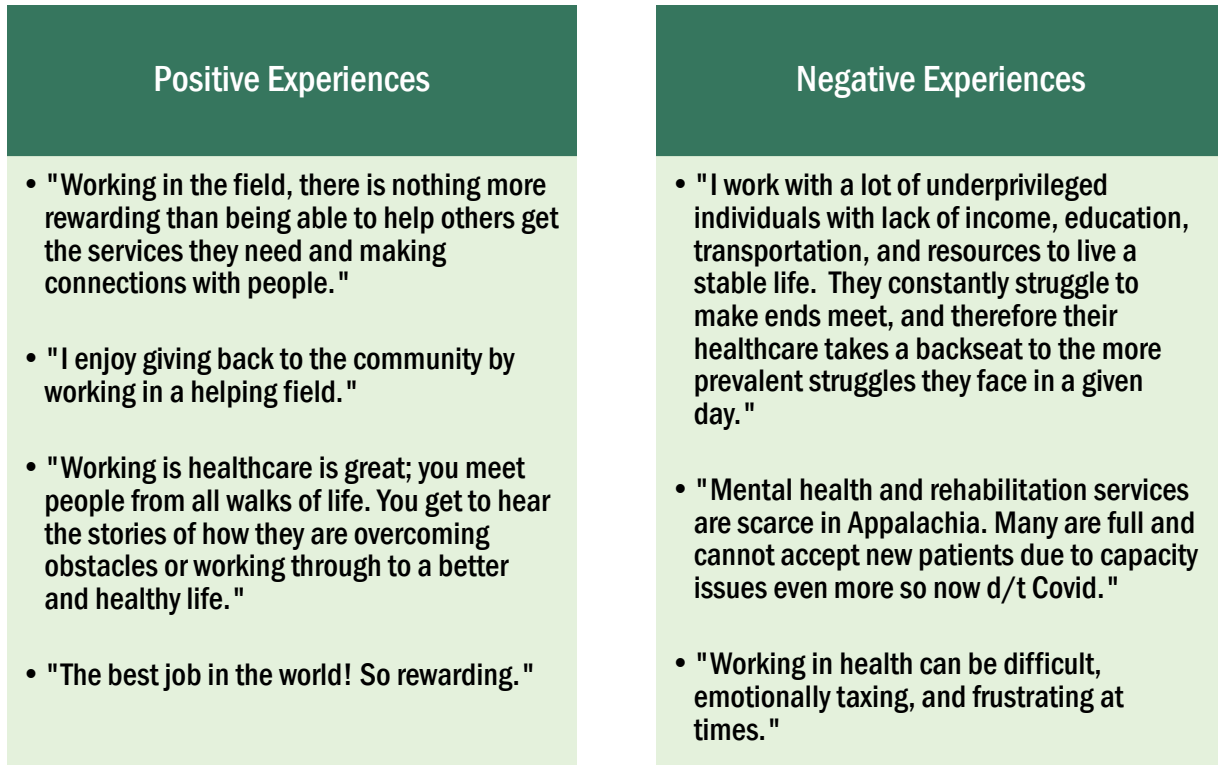 Positive Experiences
• "Working in the field, there is nothing more
rewarding than being able to help others get
the services they need and making
connections with people."
• "I enjoy giving back to the community by
working in a helping field."
• "Working is healthcare is great; you meet
people from all walks of life. You get to hear
the stories of how they are overcoming
obstacles or working through to a better
and healthy life."
• "The best job in the world! So rewarding."
Negative Experiences
• "I work with a lot of underprivileged
individuals with lack of income, education,
transportation, and resources to live a
stable life.  They constantly struggle to
make ends meet, and therefore their
healthcare takes a backseat to the more
prevalent struggles they face in a given
day."
• "Mental health and rehabilitation services
are scarce in Appalachia. Many are full and
cannot accept new patients due to capacity
issues even more so now d/t Covid."
• "Working in health can be difficult,
emotionally taxing, and frustrating at
times."